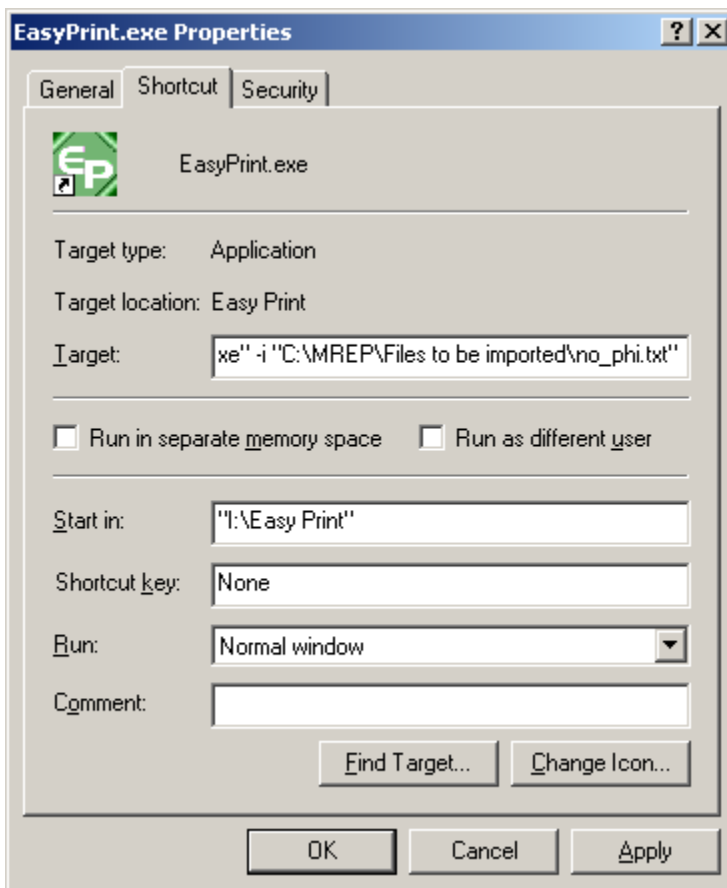 EasyPrint.exe Properties
General Shortcut Security
EP
EasyPrint.exe
Target type: Application
Target location: Easy Print
Target: xe" -i "C:\MREP\Files to be imported\no_phi.txt"
Run in separate memory space Run as different user
Start in: "I:\Easy Print"
Shortcut key: None
Run: Normal window
Comment:
Find Target... Change Icon...
OK Cancel Apply